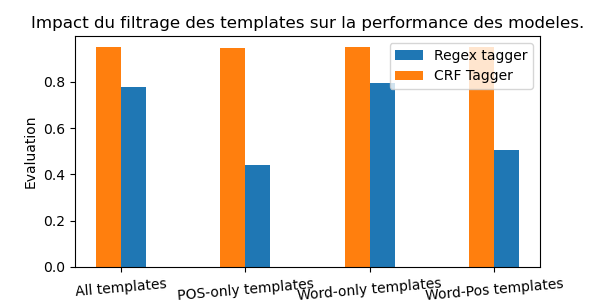 Impact du filtrage des templates sur la performance des modeles.
Regex tagger
CRF Tagger
Evaluation
0.8
0.6
0.4
0.2
0.0
All templates
POS-only templates
Word-only templates
Word-Pos templates